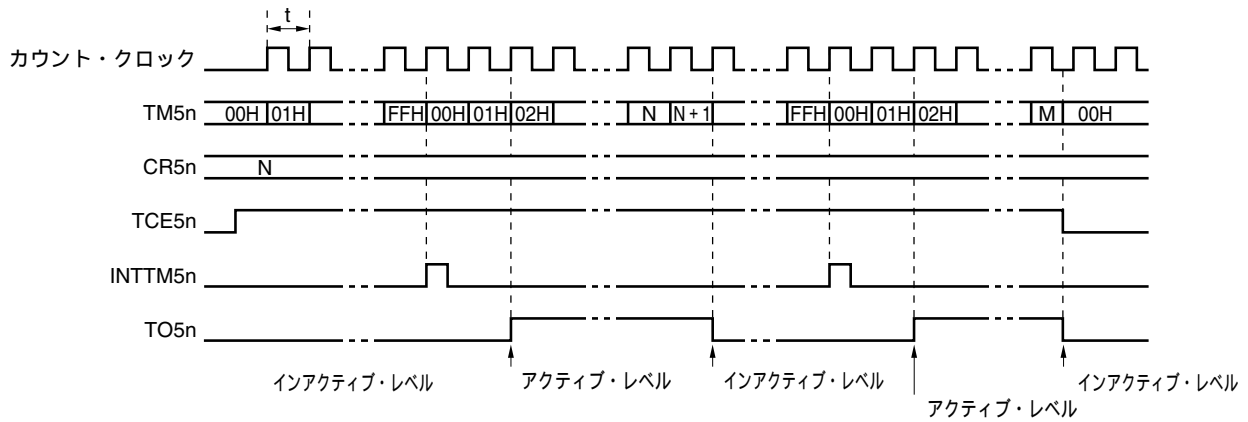 t
カウント・クロック
TM5n 00H 01H FFH 00H 01H 02H N N+1 FFH 00H 01H 02H M 00H
CR5n N
TCE5n
INTTM5n
TO5n
インアクティブ・レベル アクティブ・レベル インアクティブ・レベル インアクティブ・レベル
アクティブ・レベル